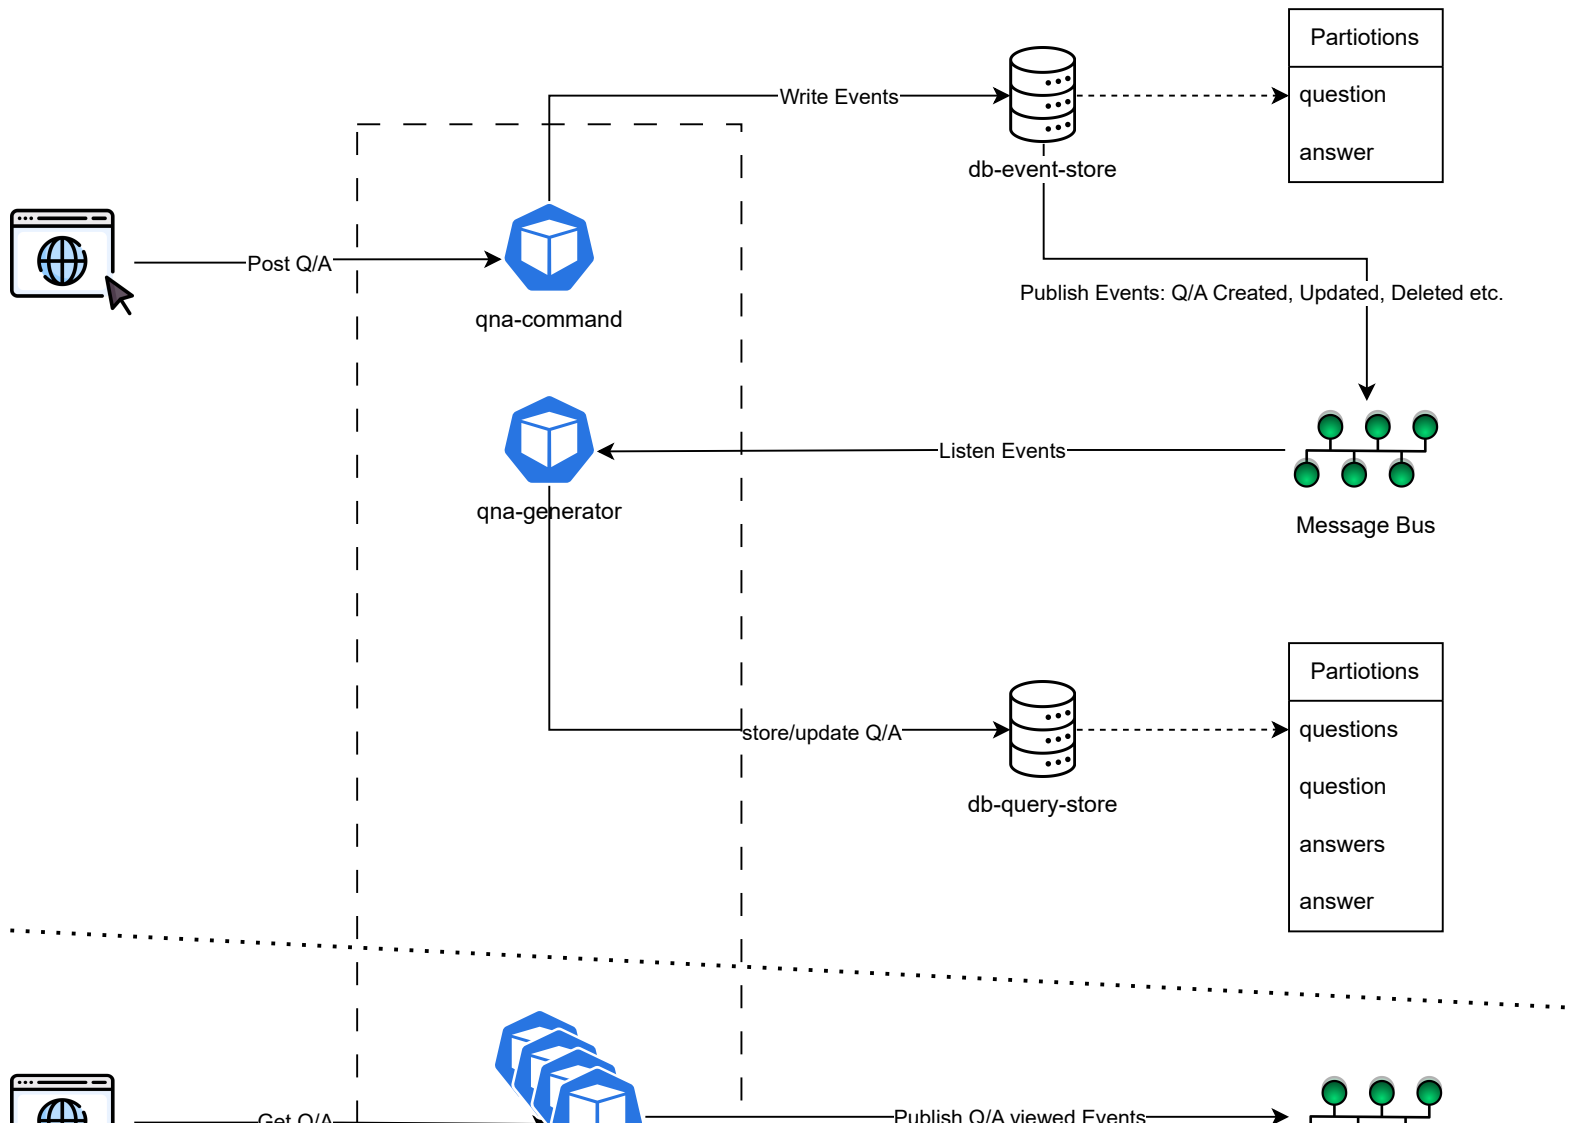 Partiotions
Write Events
question
answer
db-event-store
Post Q/A
Publish Events: Q/A Created, Updated, Deleted etc.
qna-command
Listen Events
qna-generator
Message Bus
Partiotions
store/update Q/A
questions
question
db-query-store
answers
answer
Get Q/A
Publish Q/A viewed Events